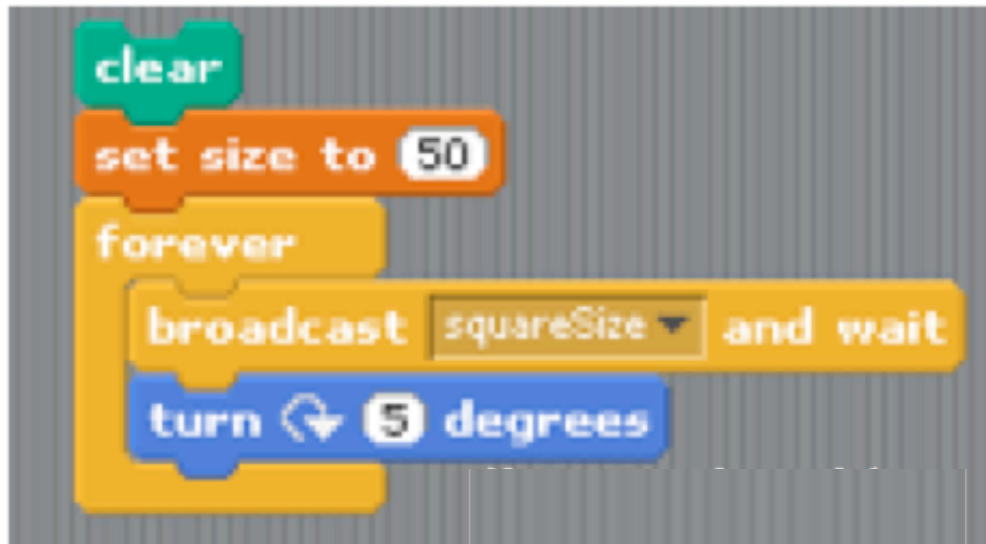 clear
set size to 50
forever
broadcast squareSize and wait
turn 5 degrees